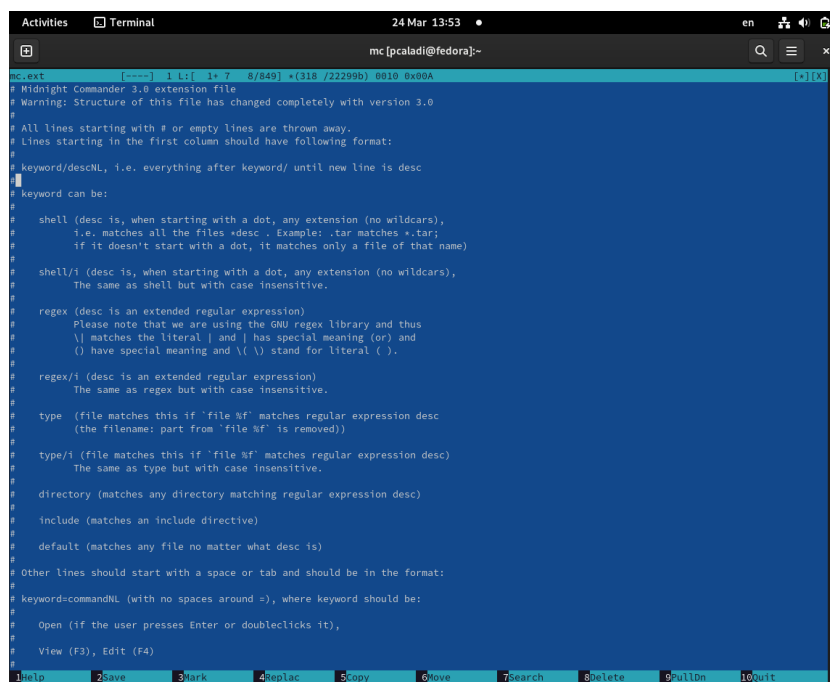 Activities Terminal 24 Mar 13:53 en
mc [pcaladi@fedora]:~
mc.ext [----] 1 L:[ 1+ 7 8/849] *(318 /22299b) 0010 0x00A [*][X]
# Midnight Commander 3.0 extension file
# Warning: Structure of this file has changed completely with version 3.0
#
# All lines starting with # or empty lines are thrown away.
# Lines starting in the first column should have following format:
#
# keyword/descNL, i.e. everything after keyword/ until new line is desc
#
# keyword can be:
#
# shell (desc is, when starting with a dot, any extension (no wildcars),
# i.e. matches all the files *desc . Example: .tar matches *.tar;
# if it doesn't start with a dot, it matches only a file of that name)
#
# shell/i (desc is, when starting with a dot, any extension (no wildcars),
# The same as shell but with case insensitive.
#
# regex (desc is an extended regular expression)
# Please note that we are using the GNU regex library and thus
# \| matches the literal | and | has special meaning (or) and
# () have special meaning and \( \) stand for literal ( ).
#
# regex/i (desc is an extended regular expression)
# The same as regex but with case insensitive.
#
# type (file matches this if `file %f` matches regular expression desc
# (the filename: part from `file %f` is removed))
#
# type/i (file matches this if `file %f` matches regular expression desc)
# The same as type but with case insensitive.
#
# directory (matches any directory matching regular expression desc)
#
# include (matches an include directive)
#
# default (matches any file no matter what desc is)
#
# Other lines should start with a space or tab and should be in the format:
#
# keyword=commandNL (with no spaces around =), where keyword should be:
#
# Open (if the user presses Enter or doubleclicks it),
#
# View (F3), Edit (F4)
#
1Help 2Save 3Mark 4Replac 5Copy 6Move 7Search 8Delete 9PullDn 10Quit